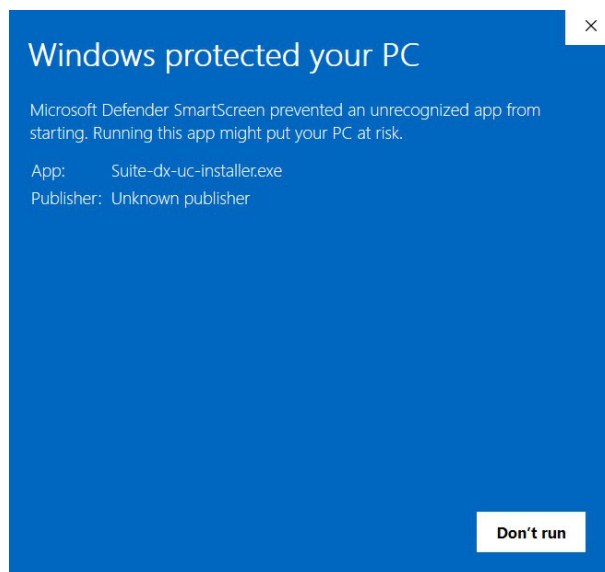 Windows protected your PC
Microsoft Defender SmartScreen prevented an unrecognized app from
starting. Running this app might put your PC at risk.
App: Suite-dx-uc-installer.exe
Publisher: Unknown publisher
Don't run